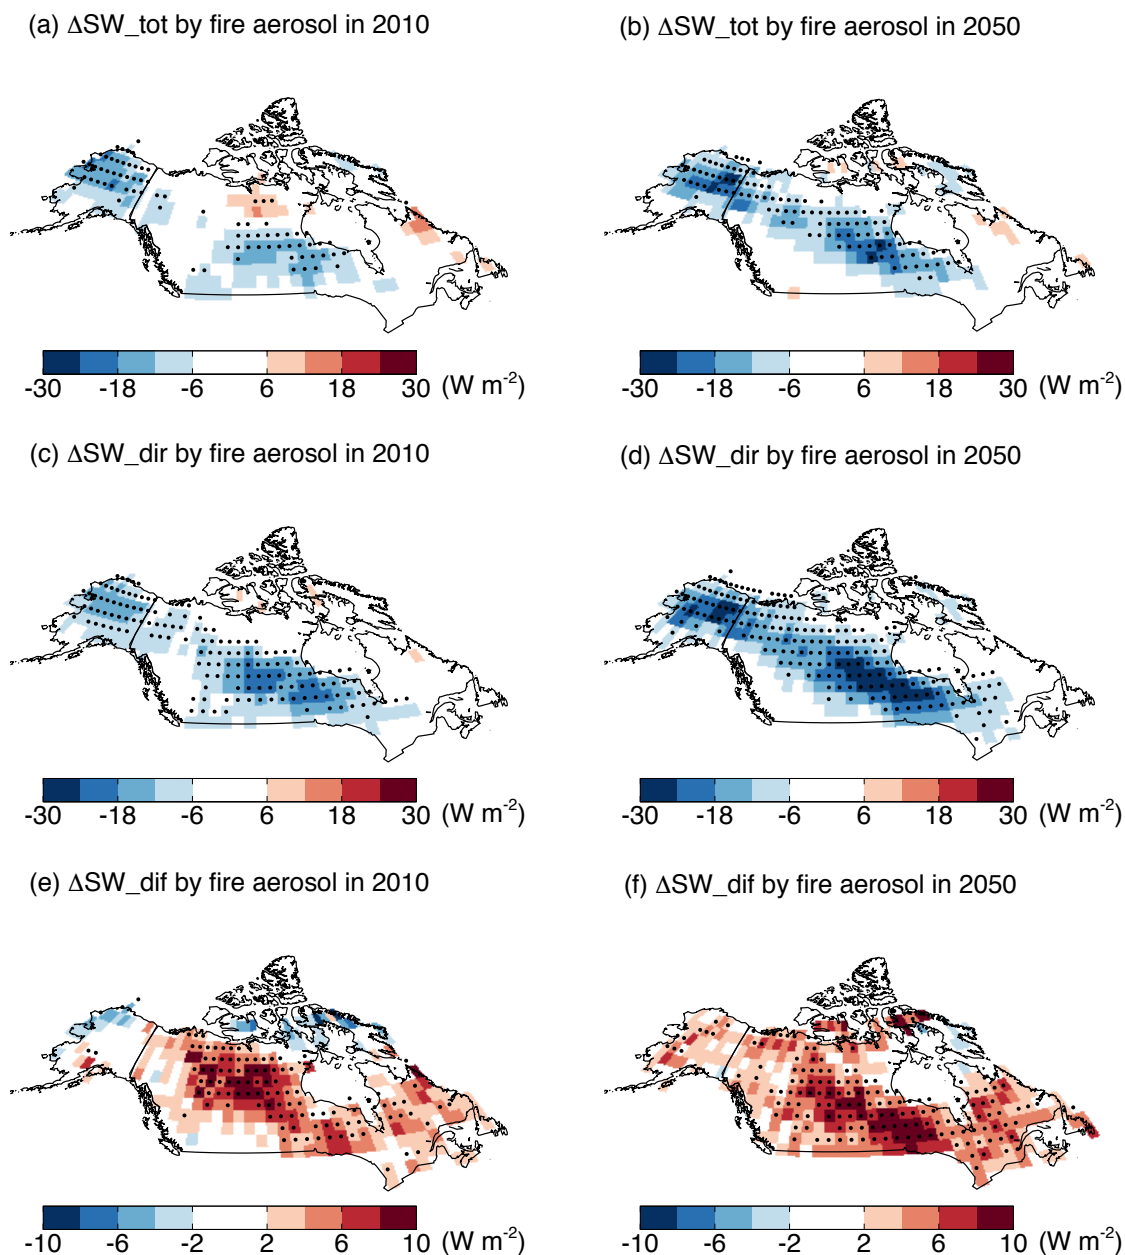 (a) ΔSW_tot by fire aerosol in 2010
(b) ΔSW_tot by fire aerosol in 2050
-30 -18 -6 6 18 30 (W m-2)
-30 -18 -6 6 18 30 (W m-2)
(c) ΔSW_dir by fire aerosol in 2010
(d) ΔSW_dir by fire aerosol in 2050
-30 -18 -6 6 18 30 (W m-2)
-30 -18 -6 6 18 30 (W m-2)
(e) ΔSW_dif by fire aerosol in 2010
(f) ΔSW_dif by fire aerosol in 2050
-10 -6 -2 2 6 10 (W m-2)
-10 -6 -2 2 6 10 (W m-2)